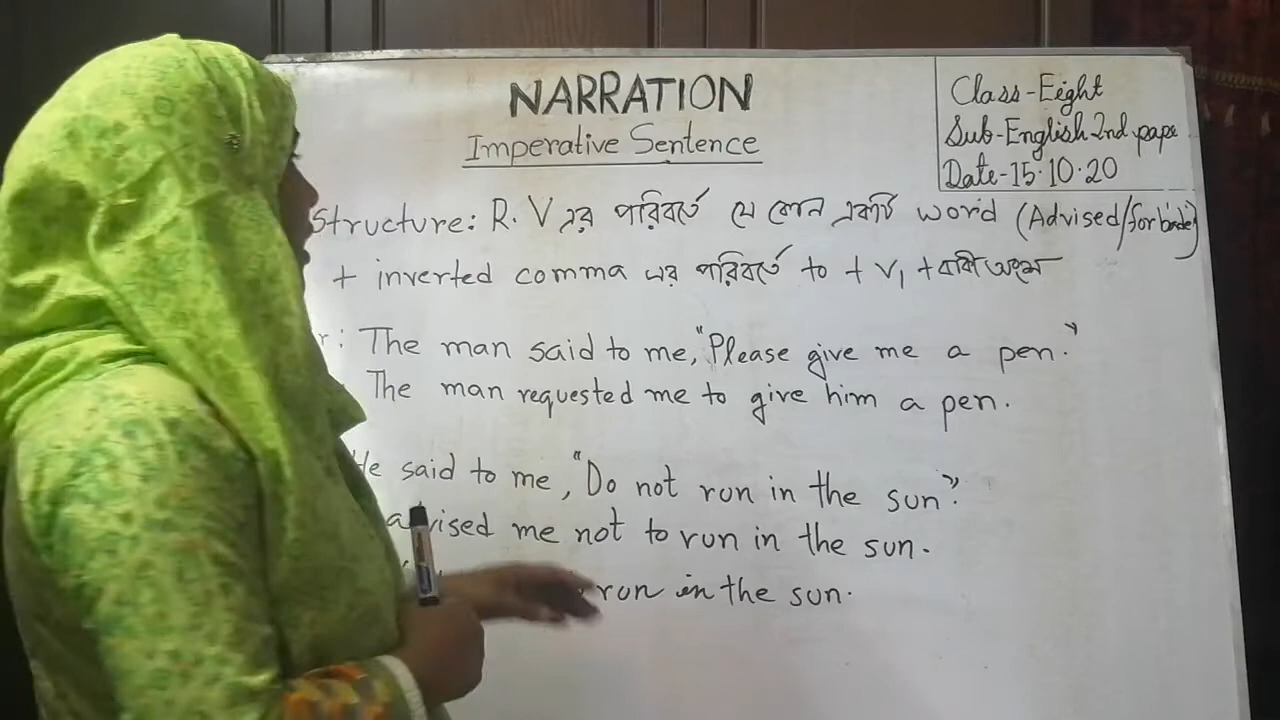 NARRATION
Imperative Sentence
Class-Eight
Sub-English 2nd pape
Date-15.10.20
Structure: R.V এর পরিবর্তে যে কোন একটি word (Advised/forbade)
+ inverted comma এর পরিবর্তে to + V1 + বাকী অংশ
The man said to me, "Please give me a pen."
The man requested me to give him a pen.
He said to me, "Do not run in the sun".
advised me not to run in the sun.
run in the sun.